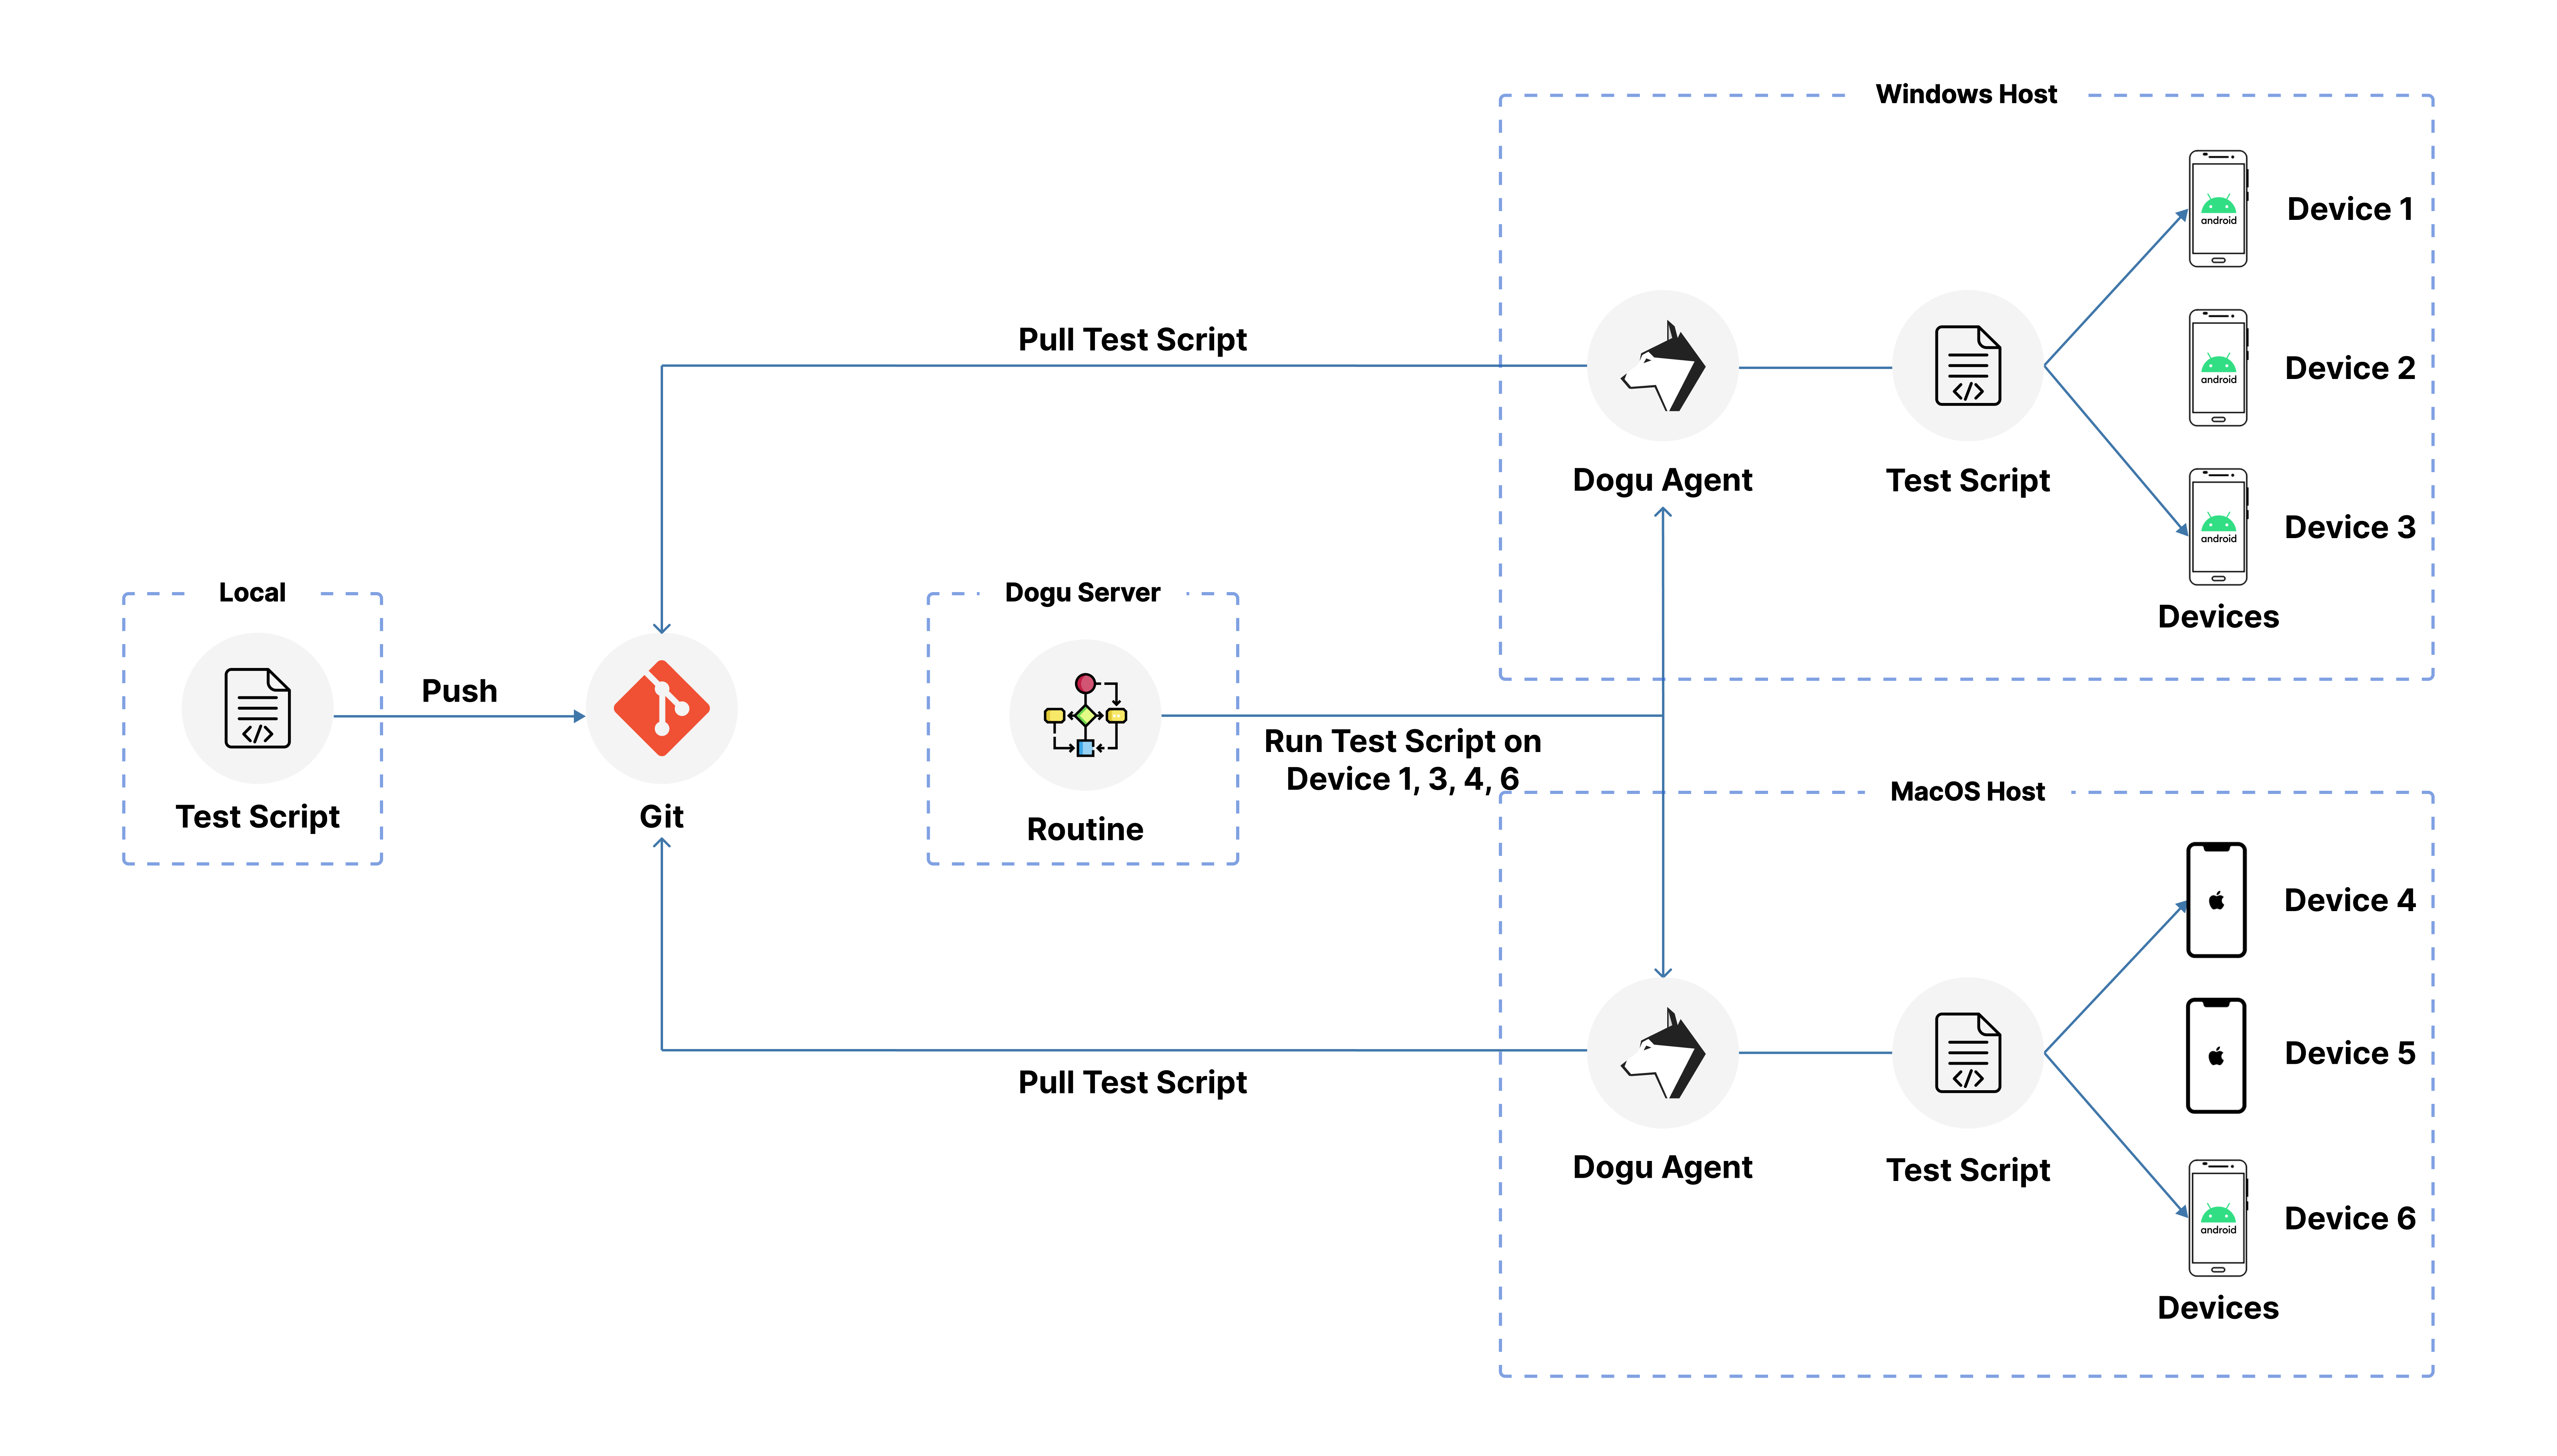 Windows Host
android
Device 1
android
Device 2
android
Device 3
Devices
Pull Test Script
Dogu Agent
Test Script
Local
Test Script
Push
Git
Dogu Server
Routine
Run Test Script on
Device 1, 3, 4, 6
MacOS Host
Device 4
Device 5
android
Device 6
Devices
Pull Test Script
Dogu Agent
Test Script